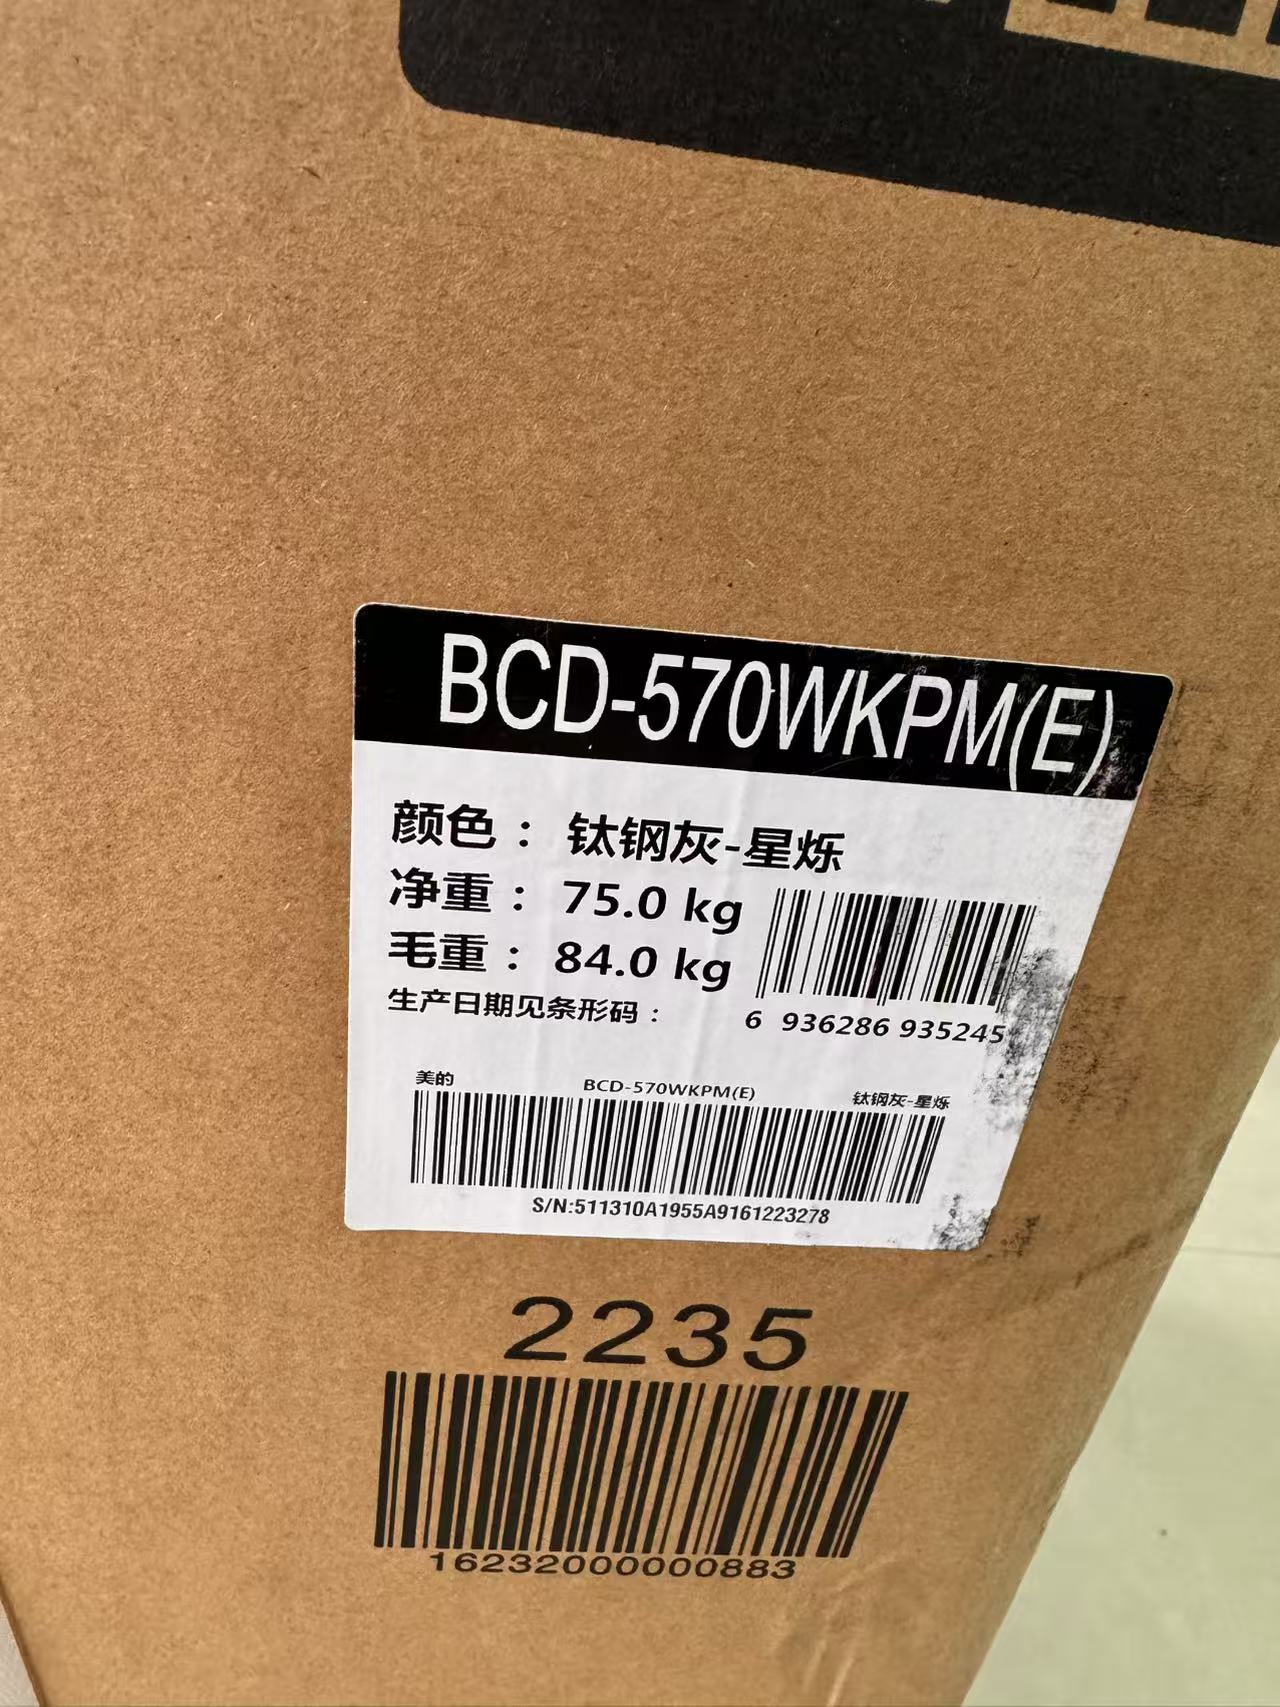 BCD-570WKPM(E)
颜色： 钛钢灰-星烁
净重： 75.0 kg
毛重： 84.0 kg
生产日期见条形码：
6 936286 935245
美的 BCD-570WKPM(E) 钛钢灰-星烁
S/N:511310A1955A9161223278
2235
16232000000883